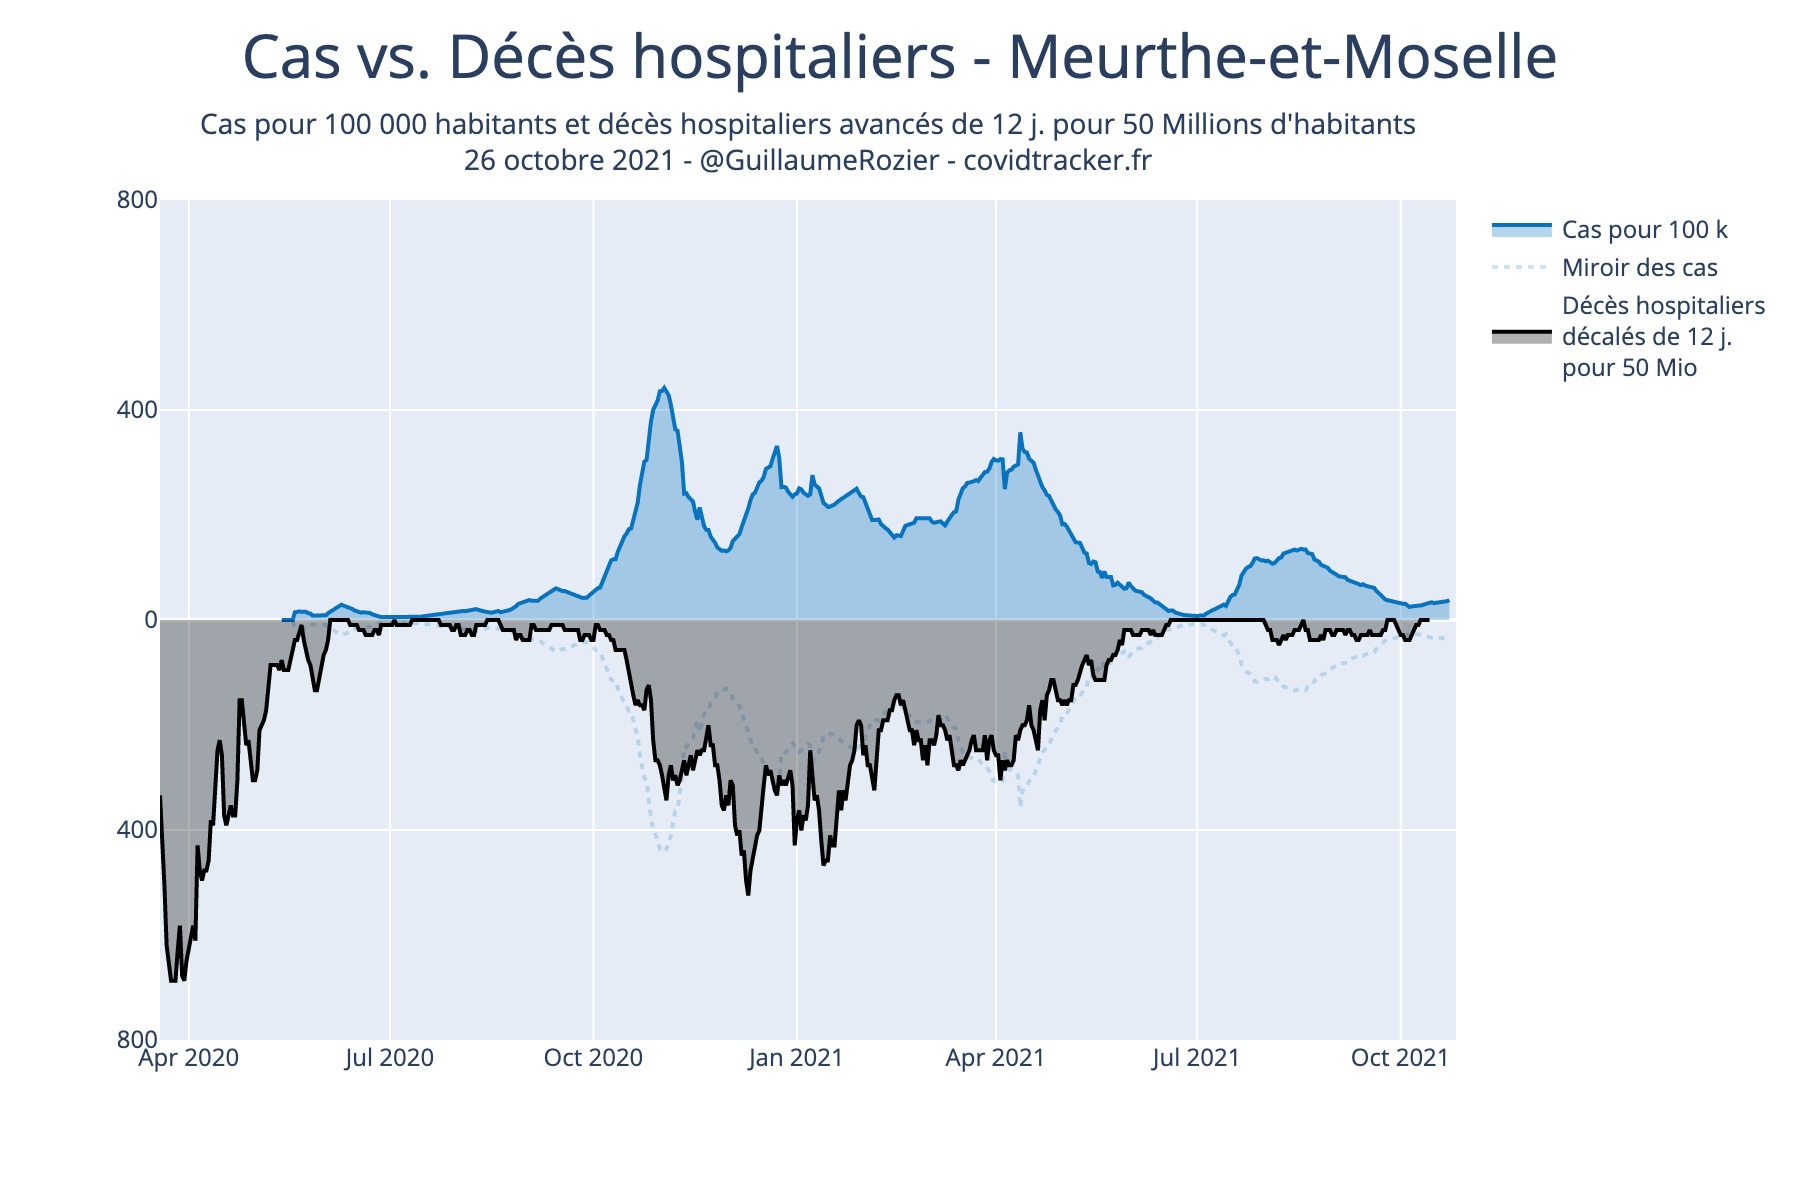 Cas vs. Décès hospitaliers - Meurthe-et-Moselle
Cas pour 100 000 habitants et décès hospitaliers avancés de 12 j. pour 50 Millions d'habitants
26 octobre 2021 - @GuillaumeRozier - covidtracker.fr
800
400
0
400
800
Apr 2020
Jul 2020
Oct 2020
Jan 2021
Apr 2021
Jul 2021
Oct 2021
Cas pour 100 k
Miroir des cas
Décès hospitaliers
décalés de 12 j.
pour 50 Mio